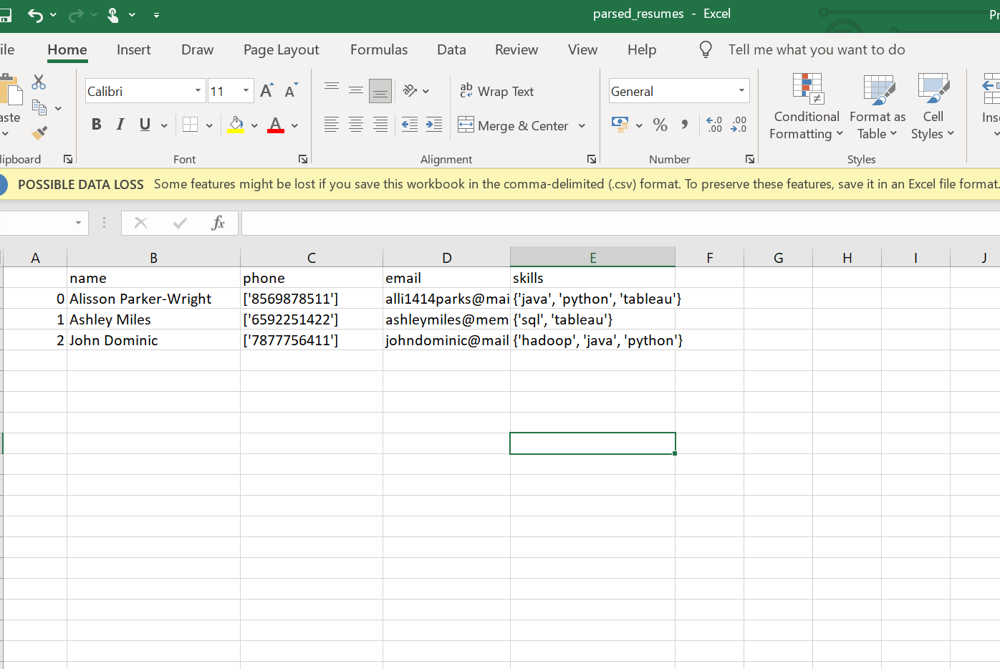 parsed_resumes - Excel
Home Insert Draw Page Layout Formulas Data Review View Help Tell me what you want to do
Calibri 11 ab Wrap Text General
B I U Merge & Center % .00 .00 .0
Conditional Formatting Format as Table Cell Styles
Font Alignment Number Styles
POSSIBLE DATA LOSS Some features might be lost if you save this workbook in the comma-delimited (.csv) format. To preserve these features, save it in an Excel file format.
fx
A B C D E F G H I J
name phone email skills
0 Alisson Parker-Wright ['8569878511'] alli1414parks@mai {'java', 'python', 'tableau'}
1 Ashley Miles ['6592251422'] ashleymiles@mem {'sql', 'tableau'}
2 John Dominic ['7877756411'] johndominic@mail {'hadoop', 'java', 'python'}